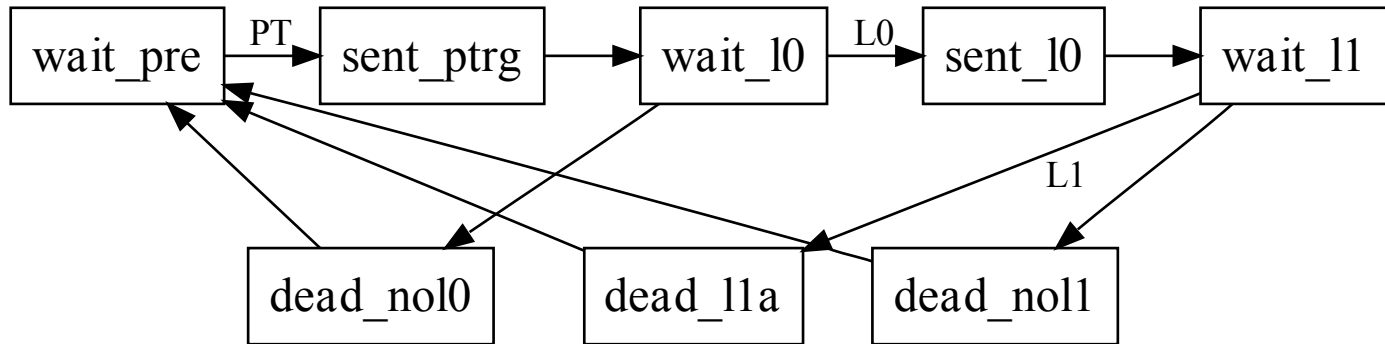 wait_pre
PT
sent_ptrg
wait_l0
L0
sent_l0
wait_l1
L1
dead_nol0
dead_l1a
dead_nol1